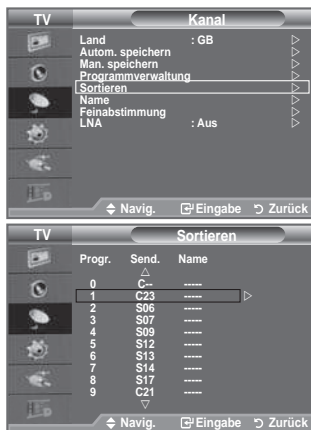 TV Kanal
Land : GB
Autom. speichern
Man. speichern
Programmverwaltung
Sortieren
Name
Feinabstimmung
LNA : Aus
Navig. Eingabe Zurück
TV Sortieren
Progr. Send. Name
0 C-- -----
1 C23 -----
2 S06 -----
3 S07 -----
4 S09 -----
5 S12 -----
6 S13 -----
7 S14 -----
8 S17 -----
9 C21 -----
Navig. Eingabe Zurück